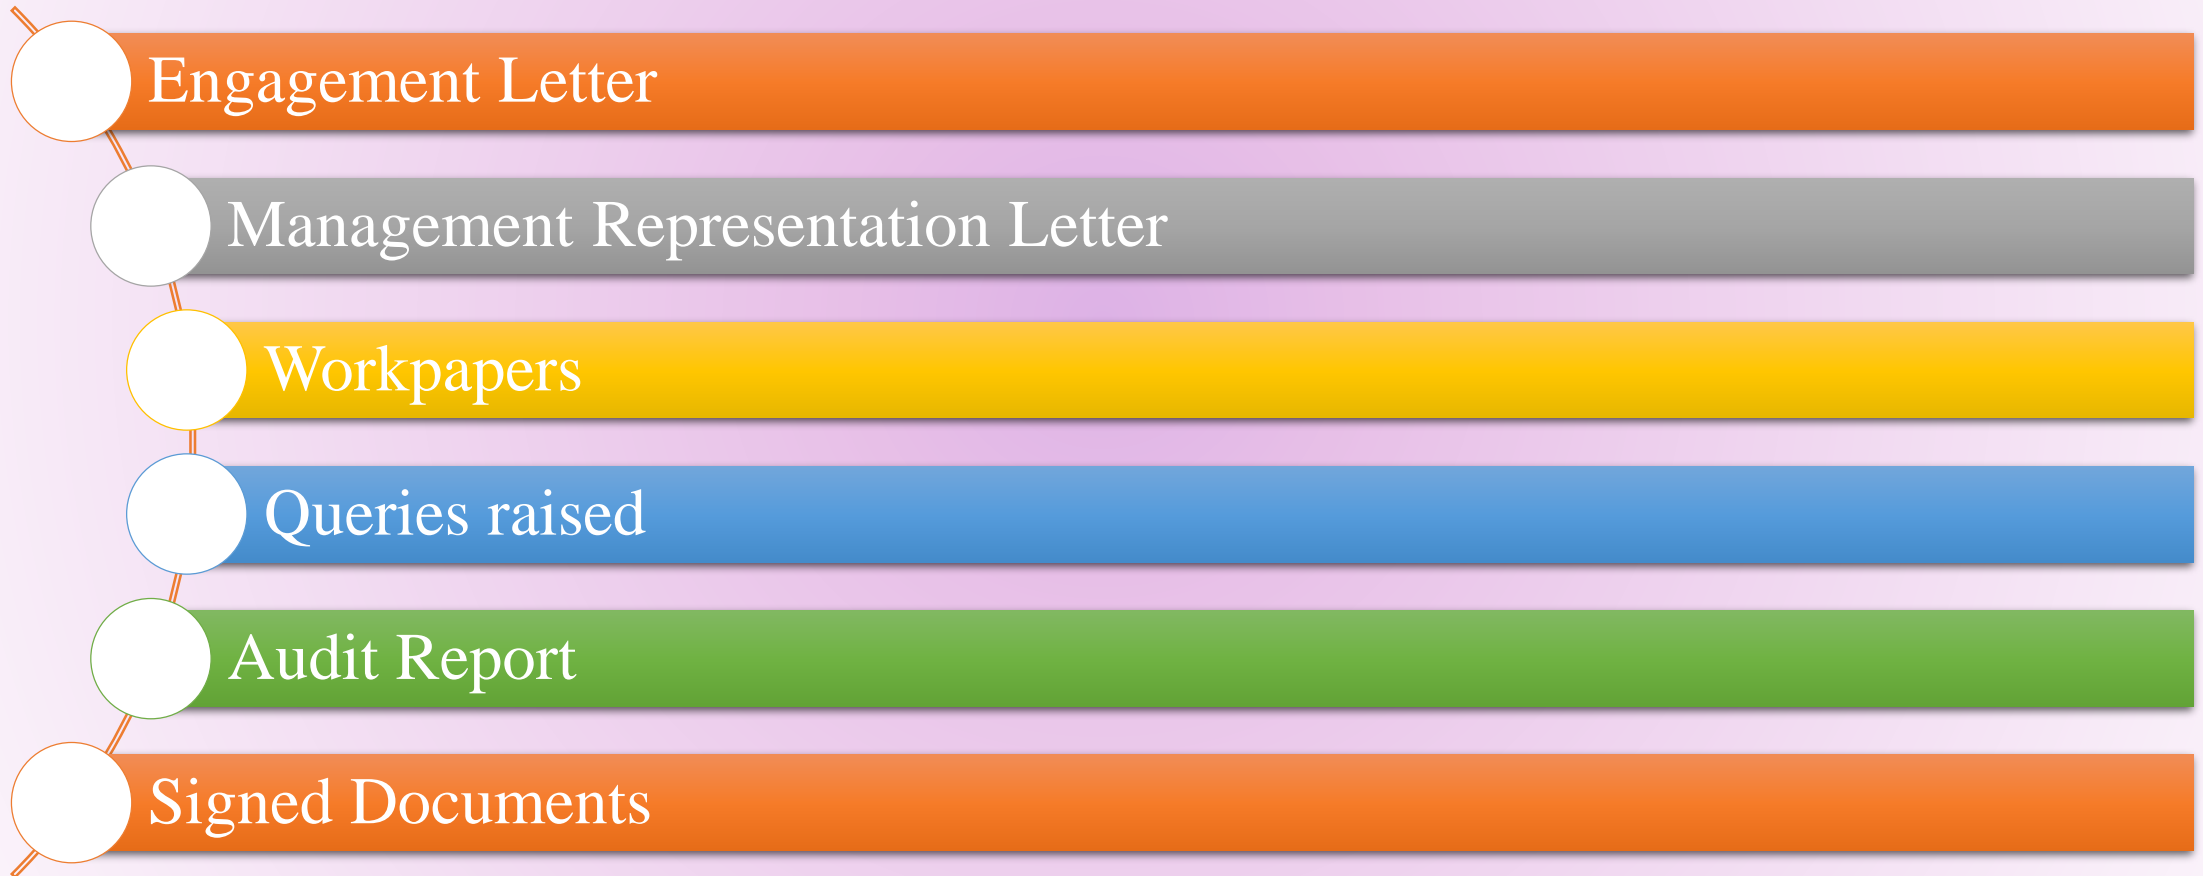 Engagement Letter
Management Representation Letter
Workpapers
Queries raised
Audit Report
Signed Documents